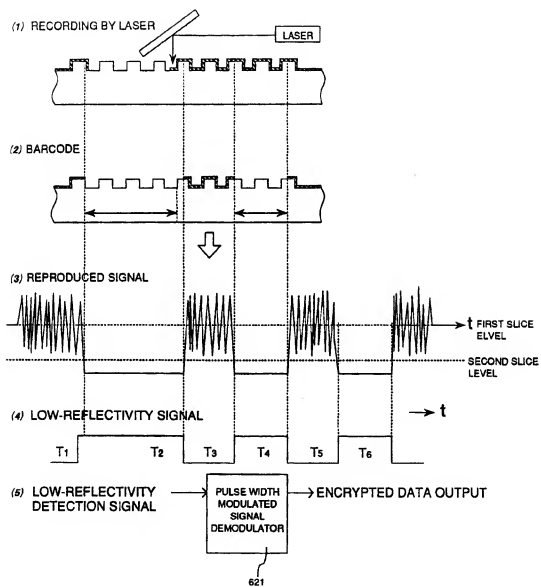 (1) RECORDING BY LASER
LASER
(2) BARCODE
(3) REPRODUCED SIGNAL
t FIRST SLICE
ELVEL
SECOND SLICE
LEVEL
(4) LOW-REFLECTIVITY SIGNAL
t
T1 T2 T3 T4 T5 T6
(5) LOW-REFLECTIVITY
DETECTION SIGNAL
PULSE WIDTH
MODULATED
SIGNAL
DEMODULATOR
ENCRYPTED DATA OUTPUT
621